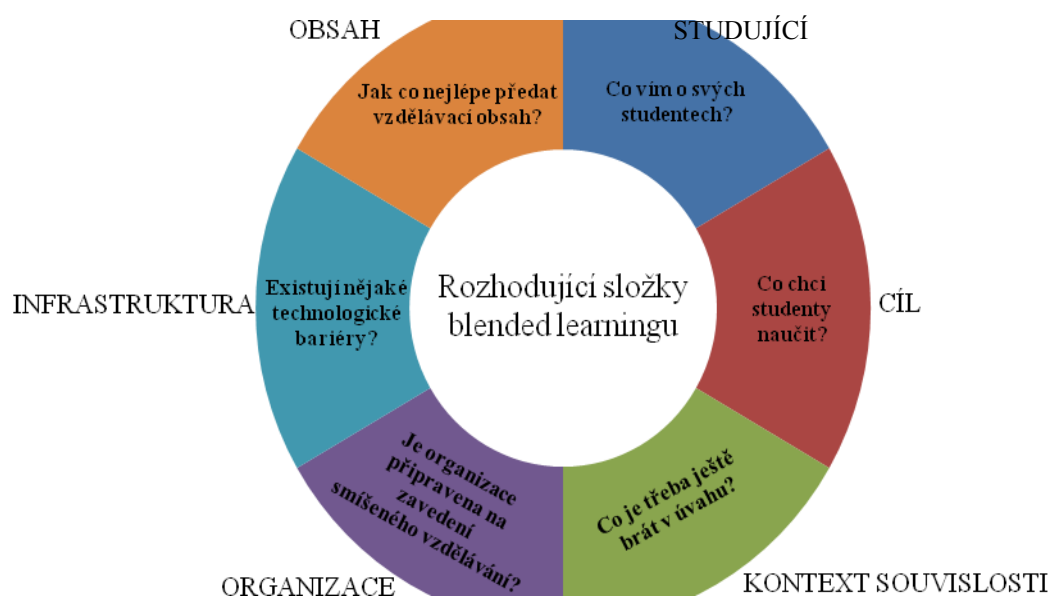 OBSAH
STUDUJÍCÍ
Jak co nejlépe předat
vzdělávací obsah?
Co vím o svých
studentech?
INFRASTRUKTURA
Existují nějaké
technologické
bariéry?
Rozhodující složky
blended learningu
Co chci
studenty
naučit?
CÍL
Je organizace
připravena na
zavedení
smíšeného vzdělávání?
Co je třeba ještě
brát v úvahu?
ORGANIZACE
KONTEXT SOUVISLOSTI